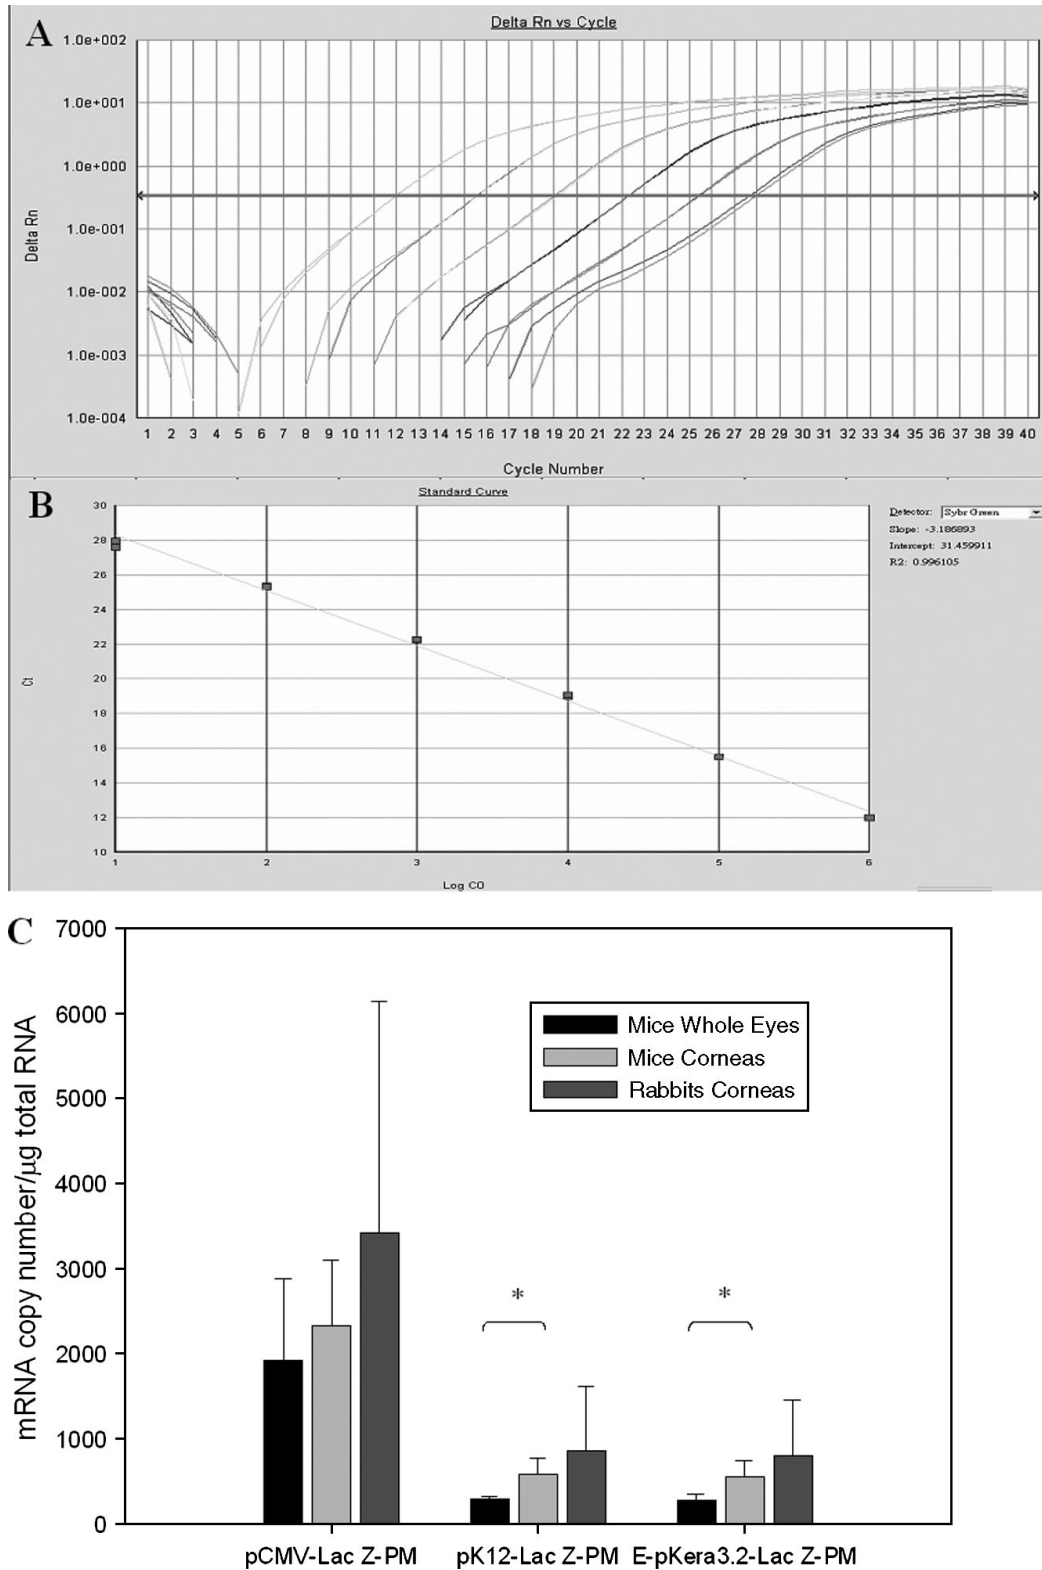 A
Delta Rn vs Cycle
1.0e+002
1.0e+001
1.0e+000
1.0e-001
1.0e-002
1.0e-003
1.0e-004
Delta Rn
1 2 3 4 5 6 7 8 9 10 11 12 13 14 15 16 17 18 19 20 21 22 23 24 25 26 27 28 29 30 31 32 33 34 35 36 37 38 39 40
Cycle Number
B
Standard Curve
30
28
26
24
22
20
18
16
14
12
10
Ct
1 2 3 4 5 6
Log CO
Detector: Sybr Green
Slope: -3.186893
Intercept: 31.459911
R2: 0.996105
C
7000
6000
5000
4000
3000
2000
1000
0
mRNA copy number/μg total RNA
Mice Whole Eyes
Mice Corneas
Rabbits Corneas
* *
pCMV-Lac Z-PM pK12-Lac Z-PM E-pKera3.2-Lac Z-PM